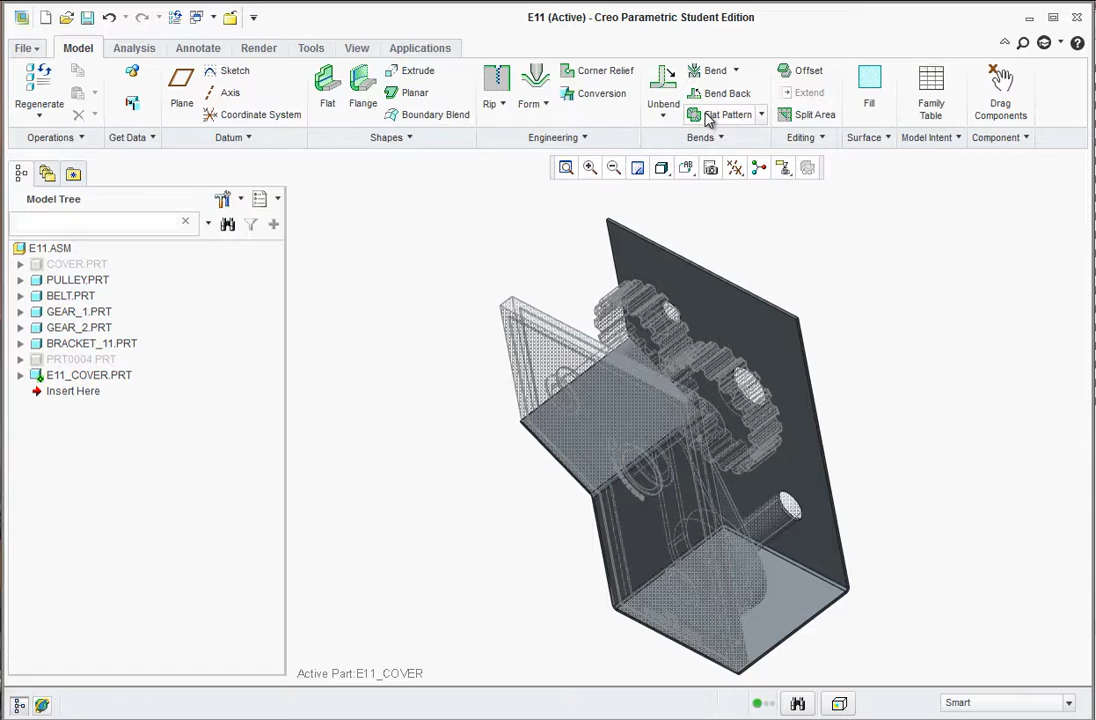 E11 (Active) - Creo Parametric Student Edition
File
Model
Analysis
Annotate
Render
Tools
View
Applications
Regenerate
Operations
Get Data
Plane
Sketch
Axis
Coordinate System
Datum
Flat
Flange
Extrude
Planar
Boundary Blend
Shapes
Rip
Form
Corner Relief
Conversion
Engineering
Unbend
Bend
Bend Back
Flat Pattern
Bends
Offset
Extend
Split Area
Editing
Fill
Surface
Family
Table
Model Intent
Drag
Components
Component
Model Tree
E11.ASM
COVER.PRT
PULLEY.PRT
BELT.PRT
GEAR_1.PRT
GEAR_2.PRT
BRACKET_11.PRT
PRT0004.PRT
E11_COVER.PRT
Insert Here
Active Part:E11_COVER
Smart